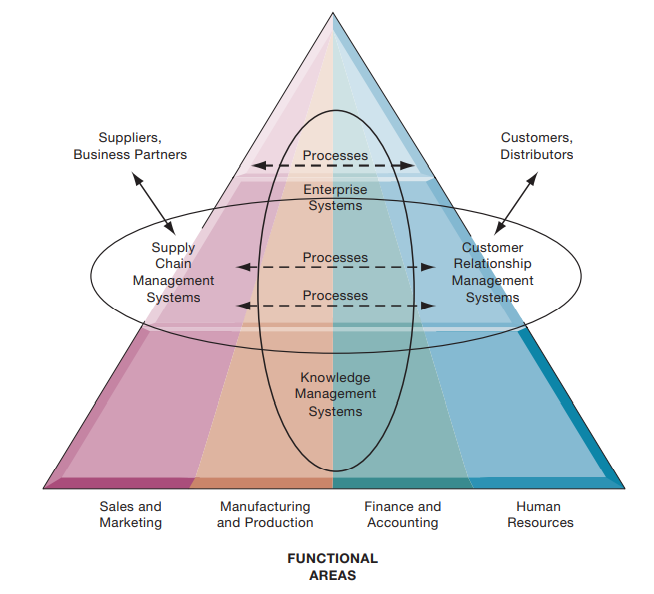 Suppliers,
Business Partners
Customers,
Distributors
Processes
Enterprise
Systems
Supply
Chain
Management
Systems
Processes
Processes
Customer
Relationship
Management
Systems
Knowledge
Management
Systems
Sales and
Marketing
Manufacturing
and Production
Finance and
Accounting
Human
Resources
FUNCTIONAL
AREAS